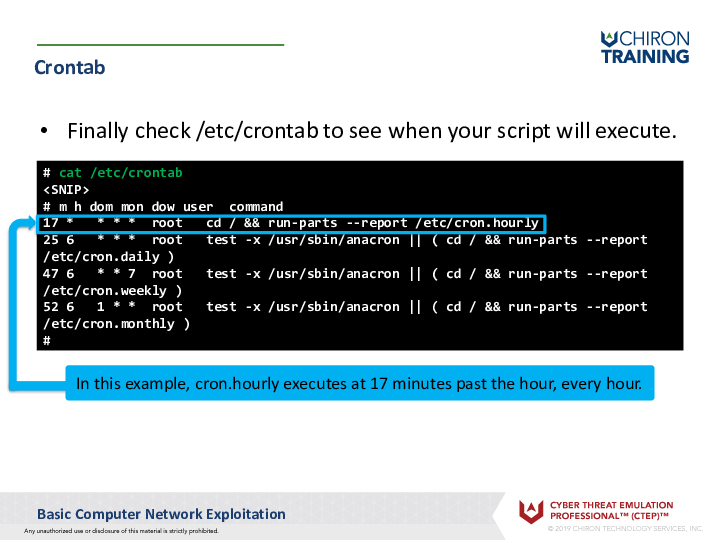 CHIRON
TRAINING
Crontab
• Finally check /etc/crontab to see when your script will execute.
# cat /etc/crontab
<SNIP>
# m h dom mon dow user  command
17 *   * * *  root   cd / && run-parts --report /etc/cron.hourly
25 6   * * *  root   test -x /usr/sbin/anacron || ( cd / && run-parts --report
/etc/cron.daily )
47 6   * * 7  root   test -x /usr/sbin/anacron || ( cd / && run-parts --report
/etc/cron.weekly )
52 6   1 * *  root   test -x /usr/sbin/anacron || ( cd / && run-parts --report
/etc/cron.monthly )
#
In this example, cron.hourly executes at 17 minutes past the hour, every hour.
Basic Computer Network Exploitation
Any unauthorized use or disclosure of this material is strictly prohibited.
CYBER THREAT EMULATION
PROFESSIONAL™ (CTEP)™
© 2019 CHIRON TECHNOLOGY SERVICES, INC.